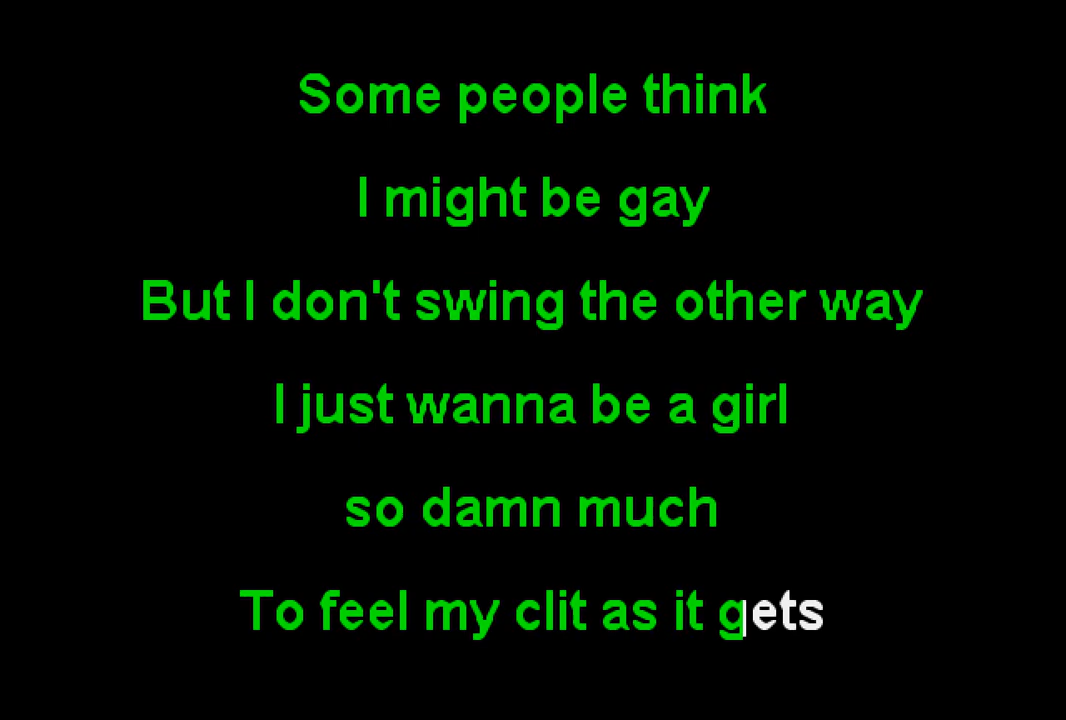 Some people think
I might be gay
But I don't swing the other way
I just wanna be a girl
so damn much
To feel my clit as it gets